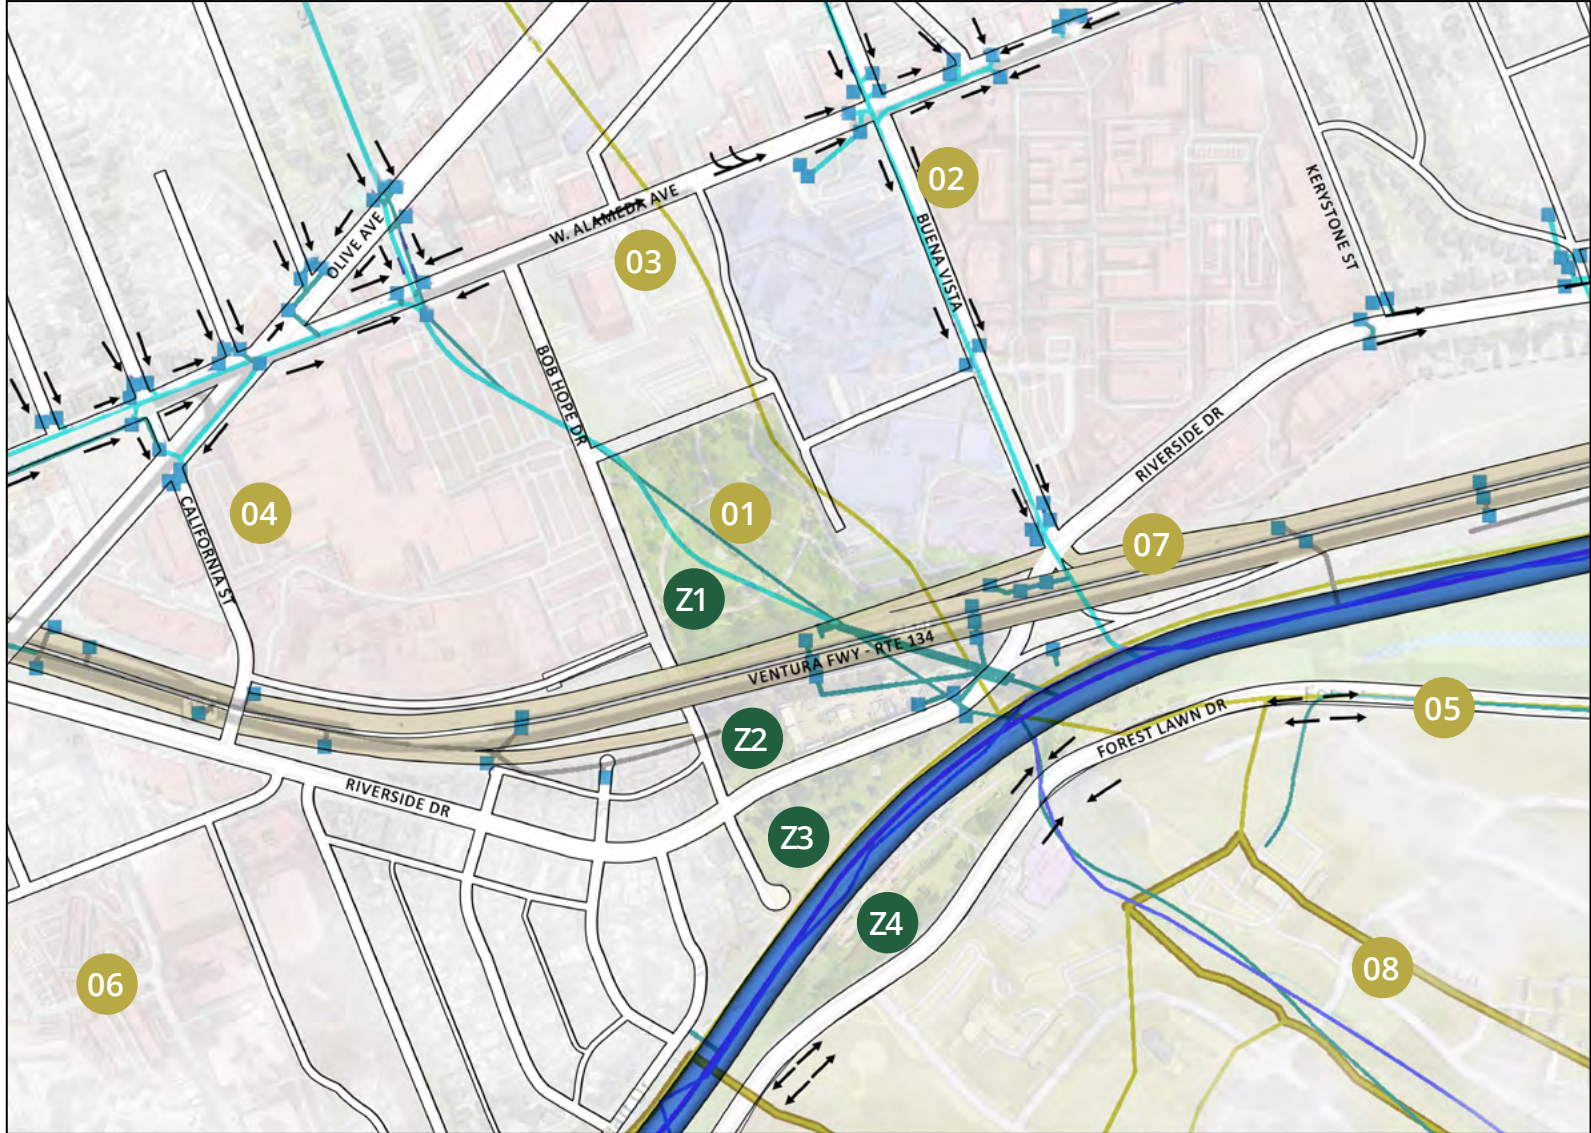 02
OLIVE AVE
W. ALAMEDA AVE
KERYSTONE ST
03
BUENA VISTA
BOB HOPE DR
RIVERSIDE DR
04
01
CALIFORNIA ST
07
Z1
VENTURA FWY - RTE 134
05
Z2
FOREST LAWN DR
RIVERSIDE DR
Z3
Z4
06
08